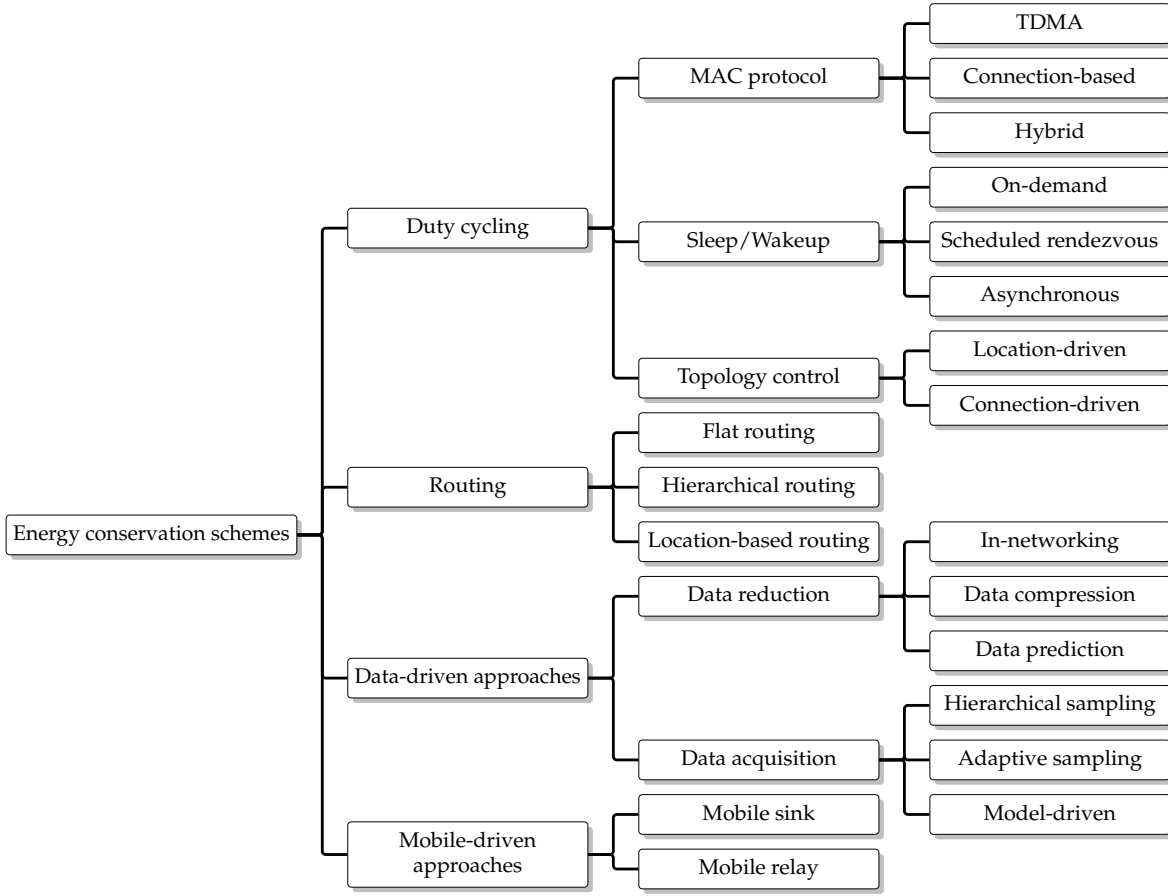 Energy conservation schemes
Duty cycling
MAC protocol
TDMA
Connection-based
Hybrid
Sleep/Wakeup
On-demand
Scheduled rendezvous
Asynchronous
Topology control
Location-driven
Connection-driven
Routing
Flat routing
Hierarchical routing
Location-based routing
Data-driven approaches
Data reduction
In-networking
Data compression
Data prediction
Data acquisition
Hierarchical sampling
Adaptive sampling
Model-driven
Mobile-driven
approaches
Mobile sink
Mobile relay